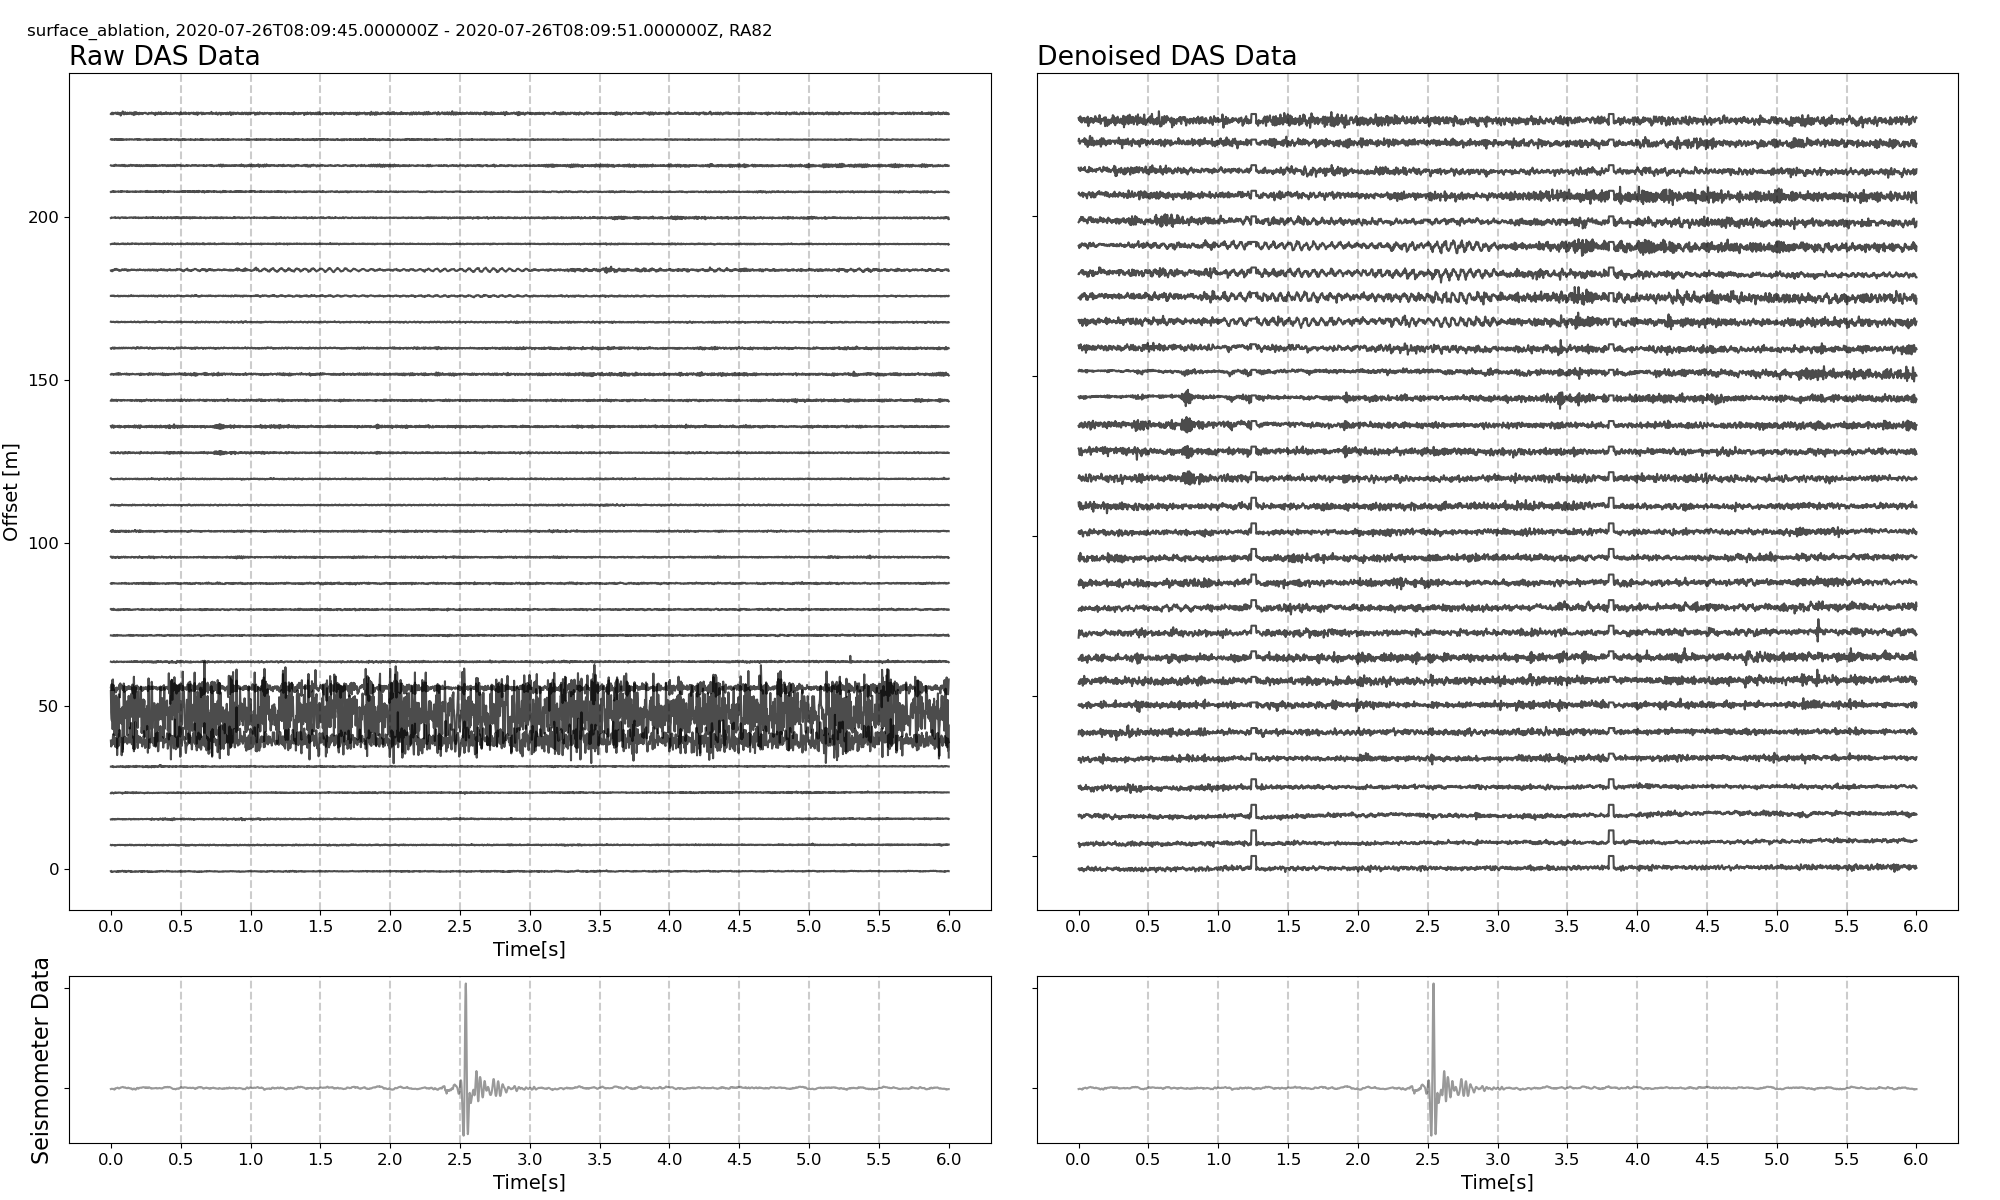 surface_ablation, 2020-07-26T08:09:45.000000Z - 2020-07-26T08:09:51.000000Z, RA82
Raw DAS Data
Denoised DAS Data
Offset [m]
200
150
100
50
0
0.0 0.5 1.0 1.5 2.0 2.5 3.0 3.5 4.0 4.5 5.0 5.5 6.0
Time[s]
0.0 0.5 1.0 1.5 2.0 2.5 3.0 3.5 4.0 4.5 5.0 5.5 6.0
Seismometer Data
0.0 0.5 1.0 1.5 2.0 2.5 3.0 3.5 4.0 4.5 5.0 5.5 6.0
Time[s]
0.0 0.5 1.0 1.5 2.0 2.5 3.0 3.5 4.0 4.5 5.0 5.5 6.0
Time[s]